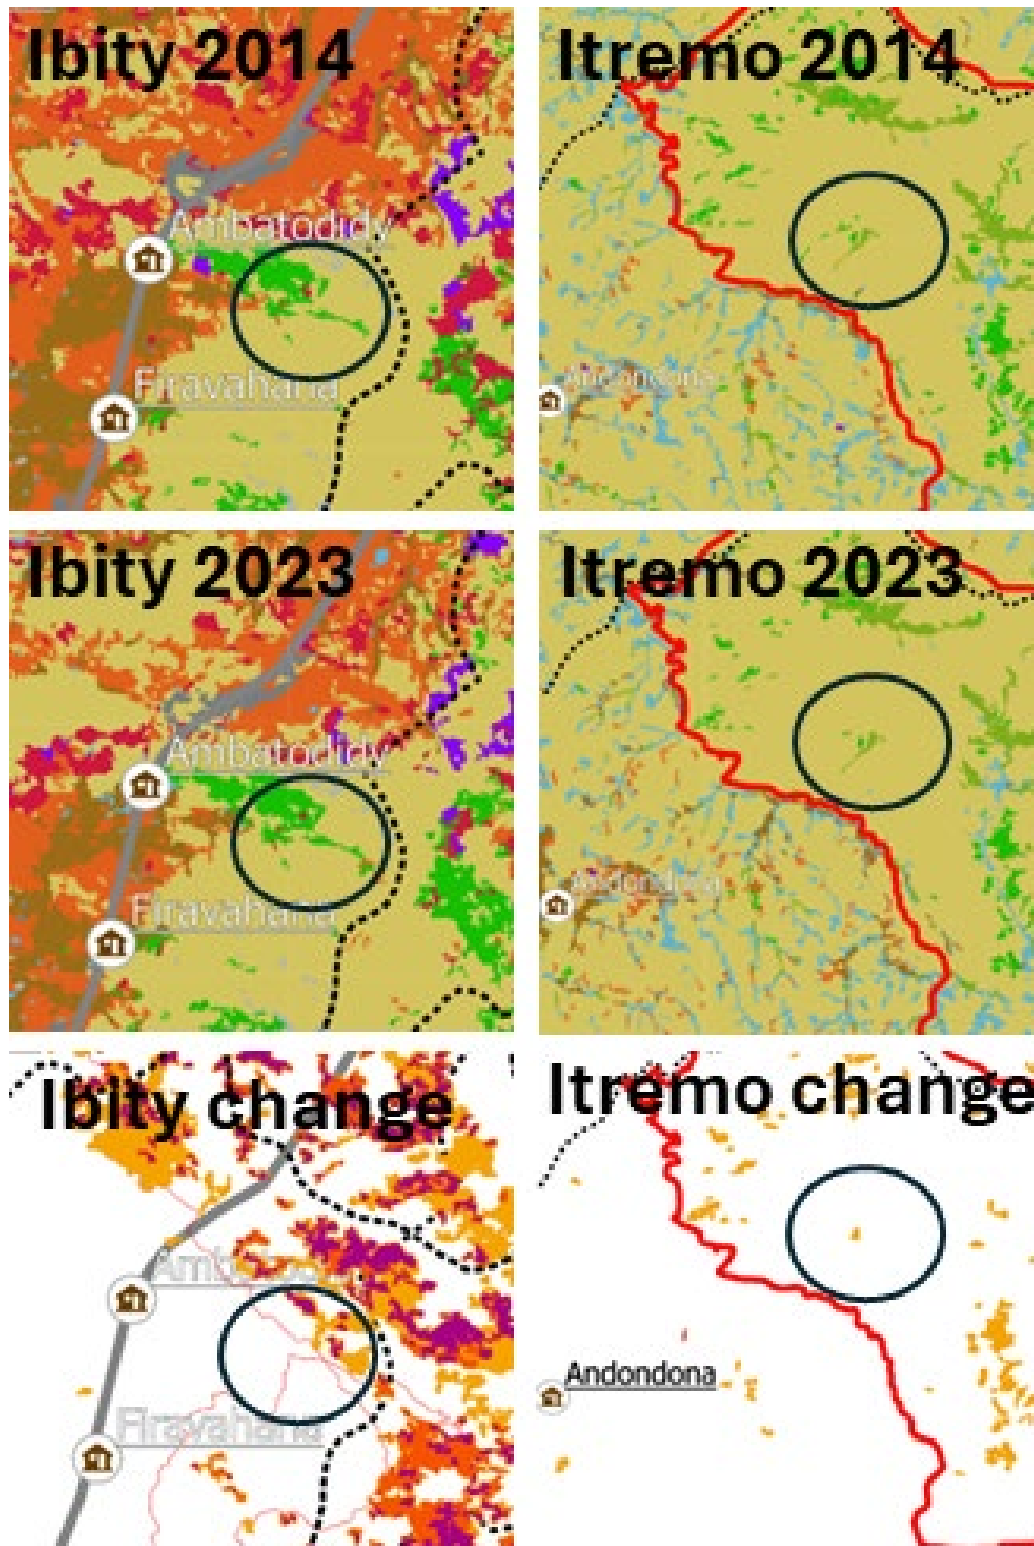 Ibity 2014
Itremo 2014
Ambatodidy
Firavahana
Andondona
Ibity 2023
Itremo 2023
Ambatodidy
Firavahana
Andondona
Ibity change
Itremo change
Firavahana
Andondona